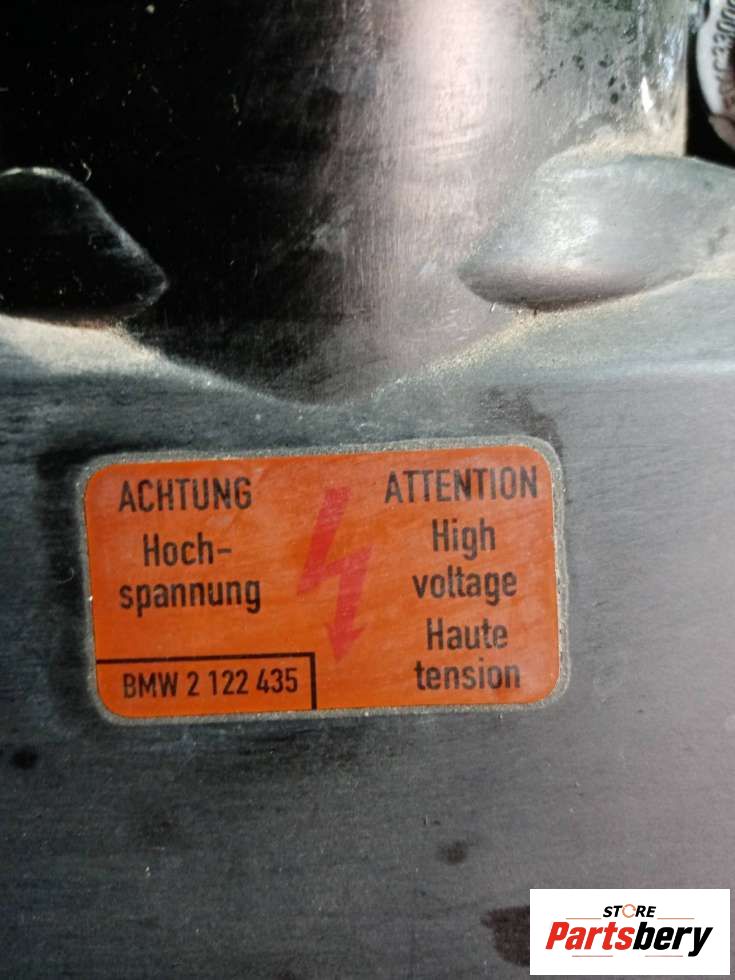 ACHTUNG
Hoch-
spannung
BMW 2 122 435
ATTENTION
High
voltage
Haute
tension
STORE
Partsbery